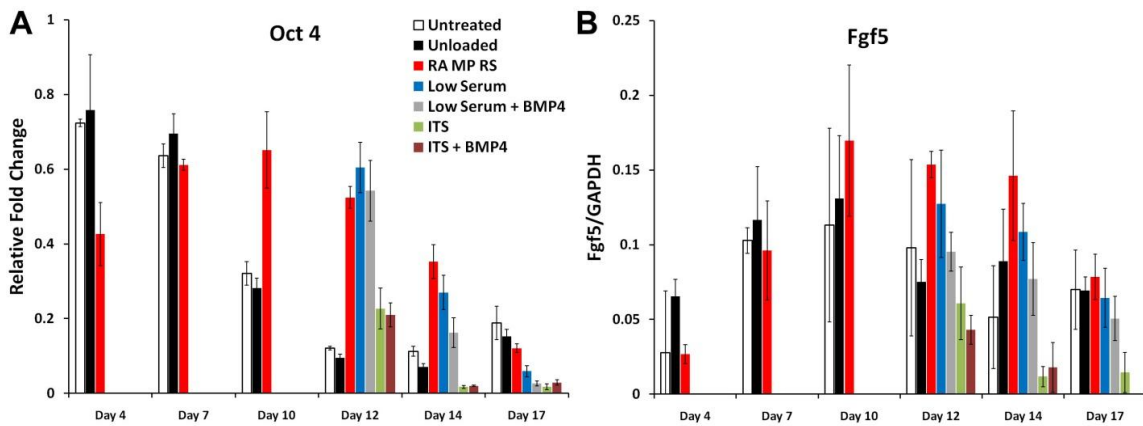 A
Oct 4
Relative Fold Change
1
0.8
0.6
0.4
0.2
0
Day 4
Day 7
Day 10
Day 12
Day 14
Day 17
Untreated
Unloaded
RA MP RS
Low Serum
Low Serum + BMP4
ITS
ITS + BMP4
B
Fgf5
Fgf5/GAPDH
0.25
0.2
0.15
0.1
0.05
0
Day 4
Day 7
Day 10
Day 12
Day 14
Day 17